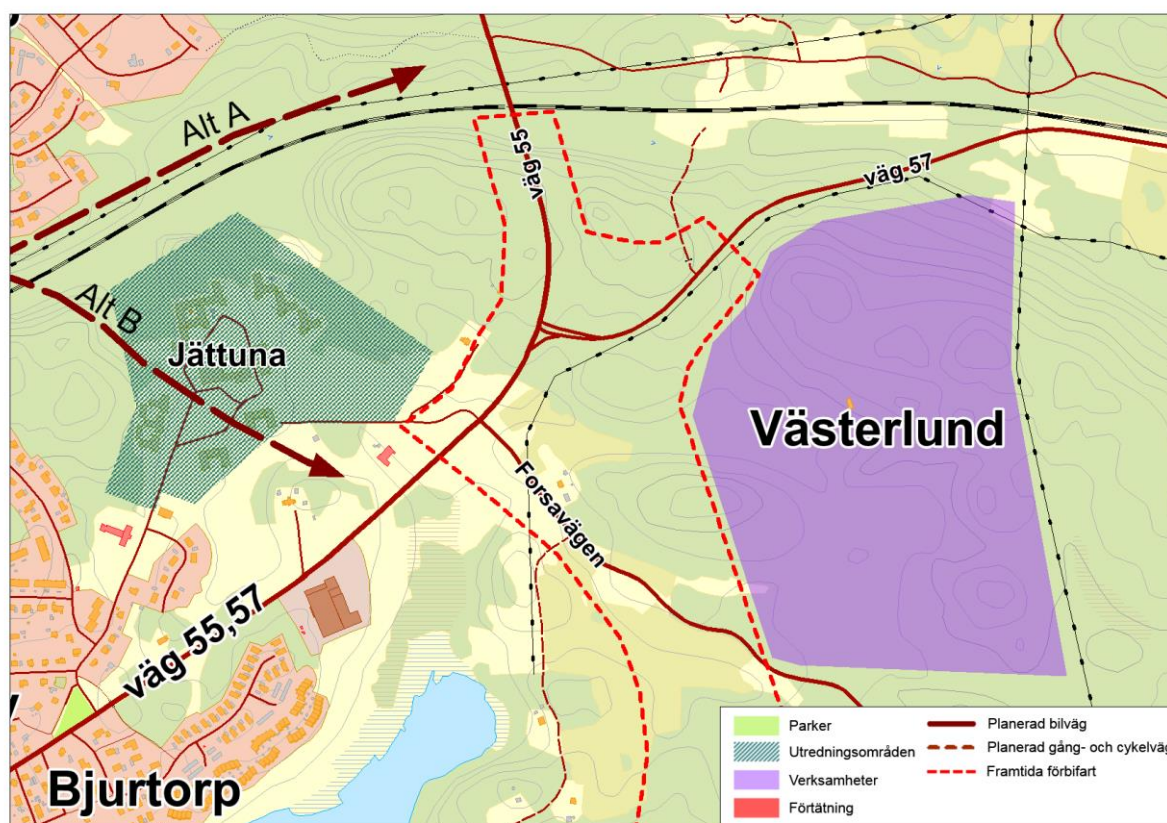 Alt A
väg 55
väg 57
Alt B
Jättuna
Västerlund
Forsavägen
väg 55,57
Bjurtorp
Parker
Utredningsområden
Verksamheter
Förtätning
Planerad bilväg
Planerad gång- och cykelväg
Framtida förbifart